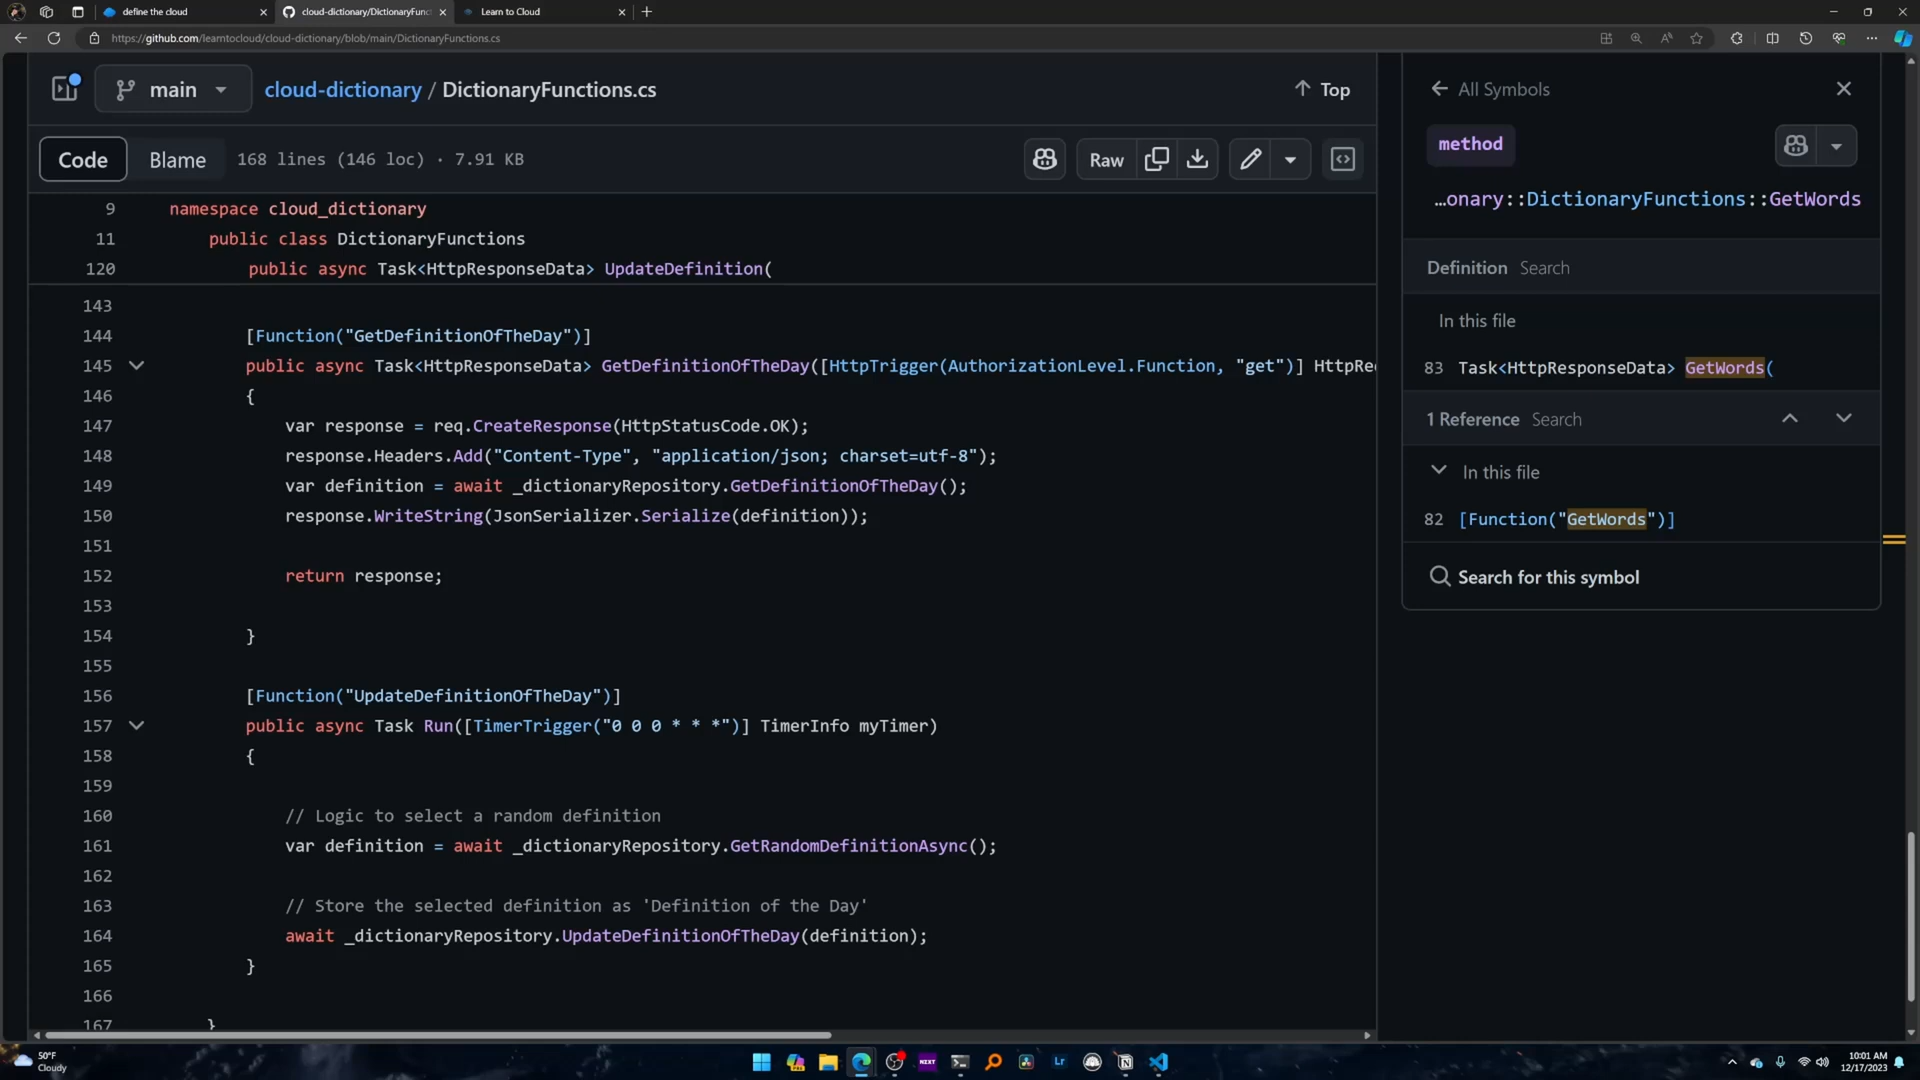 define the cloud
cloud-dictionary/DictionaryFunct
Learn to Cloud
https://github.com/learntocloud/cloud-dictionary/blob/main/DictionaryFunctions.cs
main
cloud-dictionary / DictionaryFunctions.cs
Top
Code
Blame
168 lines (146 loc) · 7.91 KB
Raw
9 namespace cloud_dictionary
11 public class DictionaryFunctions
120 public async Task<HttpResponseData> UpdateDefinition(
143
144 [Function("GetDefinitionOfTheDay")]
145 public async Task<HttpResponseData> GetDefinitionOfTheDay([HttpTrigger(AuthorizationLevel.Function, "get")] HttpRe
146 {
147 var response = req.CreateResponse(HttpStatusCode.OK);
148 response.Headers.Add("Content-Type", "application/json; charset=utf-8");
149 var definition = await _dictionaryRepository.GetDefinitionOfTheDay();
150 response.WriteString(JsonSerializer.Serialize(definition));
151
152 return response;
153
154 }
155
156 [Function("UpdateDefinitionOfTheDay")]
157 public async Task Run([TimerTrigger("0 0 0 * * *")] TimerInfo myTimer)
158 {
159
160 // Logic to select a random definition
161 var definition = await _dictionaryRepository.GetRandomDefinitionAsync();
162
163 // Store the selected definition as 'Definition of the Day'
164 await _dictionaryRepository.UpdateDefinitionOfTheDay(definition);
165 }
166
167 }
All Symbols
method
...onary::DictionaryFunctions::GetWords
Definition Search
In this file
83 Task<HttpResponseData> GetWords(
1 Reference Search
In this file
82 [Function("GetWords")]
Search for this symbol
50°F
Cloudy
NEXT
Lr
10:01 AM
12/17/2023